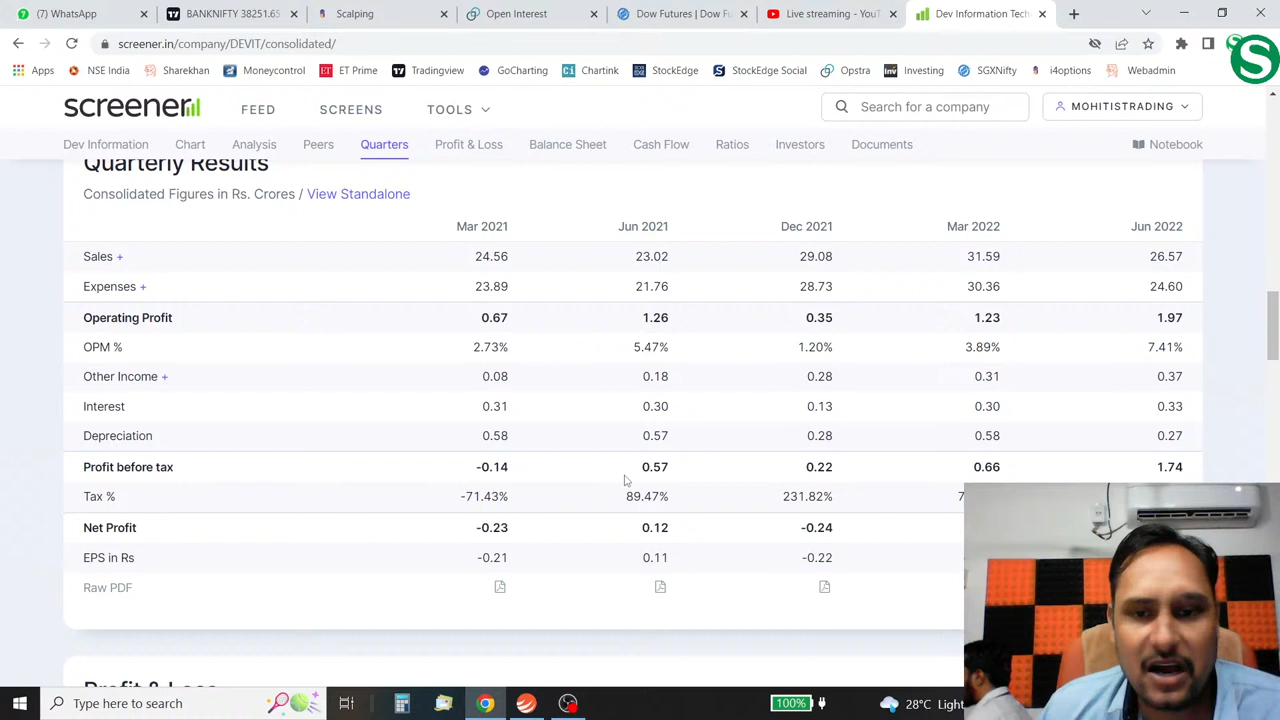 WhatsApp
BANKNIFTY 38251.65
Scalping
Open Interest
Dow Futures | Dow Fu
Live streaming - YouT
Dev Information Tech
screener.in/company/DEVIT/consolidated/
Apps
NSE India
Sharekhan
Moneycontrol
ET Prime
Tradingview
GoCharting
Chartink
StockEdge
StockEdge Social
Opstra
Investing
SGXNifty
i4options
Webadmin
screener
FEED
SCREENS
TOOLS
Search for a company
MOHITISTRADING
Dev Information
Chart
Analysis
Peers
Quarters
Profit & Loss
Balance Sheet
Cash Flow
Ratios
Investors
Documents
Notebook
Quarterly Results
Consolidated Figures in Rs. Crores / View Standalone
Mar 2021 Jun 2021 Dec 2021 Mar 2022 Jun 2022
Sales + 24.56 23.02 29.08 31.59 26.57
Expenses + 23.89 21.76 28.73 30.36 24.60
Operating Profit 0.67 1.26 0.35 1.23 1.97
OPM % 2.73% 5.47% 1.20% 3.89% 7.41%
Other Income + 0.08 0.18 0.28 0.31 0.37
Interest 0.31 0.30 0.13 0.30 0.33
Depreciation 0.58 0.57 0.28 0.58 0.27
Profit before tax -0.14 0.57 0.22 0.66 1.74
Tax % -71.43% 89.47% 231.82% 7
Net Profit -0.23 0.12 -0.24
EPS in Rs -0.21 0.11 -0.22
Raw PDF
Profit & Loss
Type here to search
100%
28°C Light